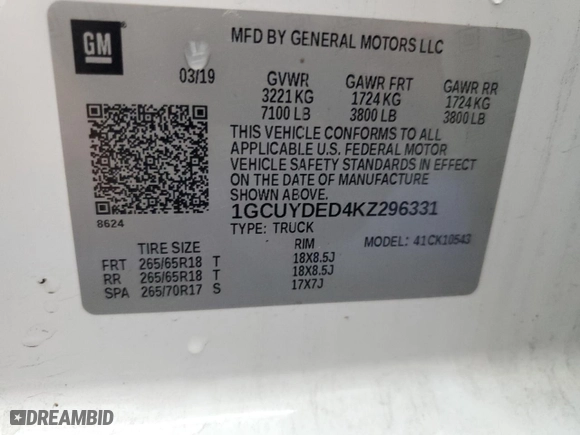 GM
MFD BY GENERAL MOTORS LLC
03/19 GVWR GAWR FRT GAWR RR
3221 KG 1724 KG 1724 KG
7100 LB 3800 LB 3800 LB
THIS VEHICLE CONFORMS TO ALL
APPLICABLE U.S. FEDERAL MOTOR
VEHICLE SAFETY STANDARDS IN EFFECT
ON THE DATE OF MANUFACTURE
SHOWN ABOVE.
1GCUYDED4KZ296331
8624 TYPE: TRUCK MODEL: 41CK10543
TIRE SIZE RIM
FRT 265/65R18 T 18X8.5J
RR 265/65R18 T 18X8.5J
SPA 265/70R17 S 17X7J
DREAMBID